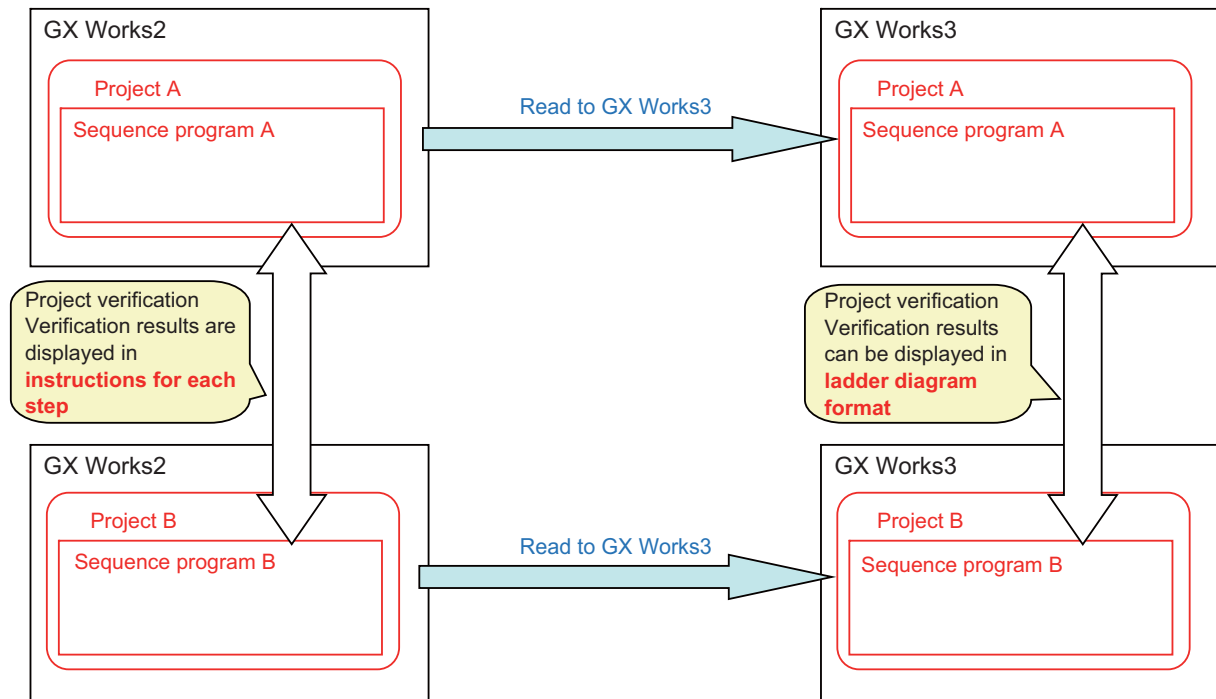 GX Works2
Project A
Sequence program A
Read to GX Works3
GX Works3
Project A
Sequence program A
Project verification
Verification results are
displayed in
instructions for each
step
Project verification
Verification results
can be displayed in
ladder diagram
format
GX Works2
Project B
Sequence program B
Read to GX Works3
GX Works3
Project B
Sequence program B